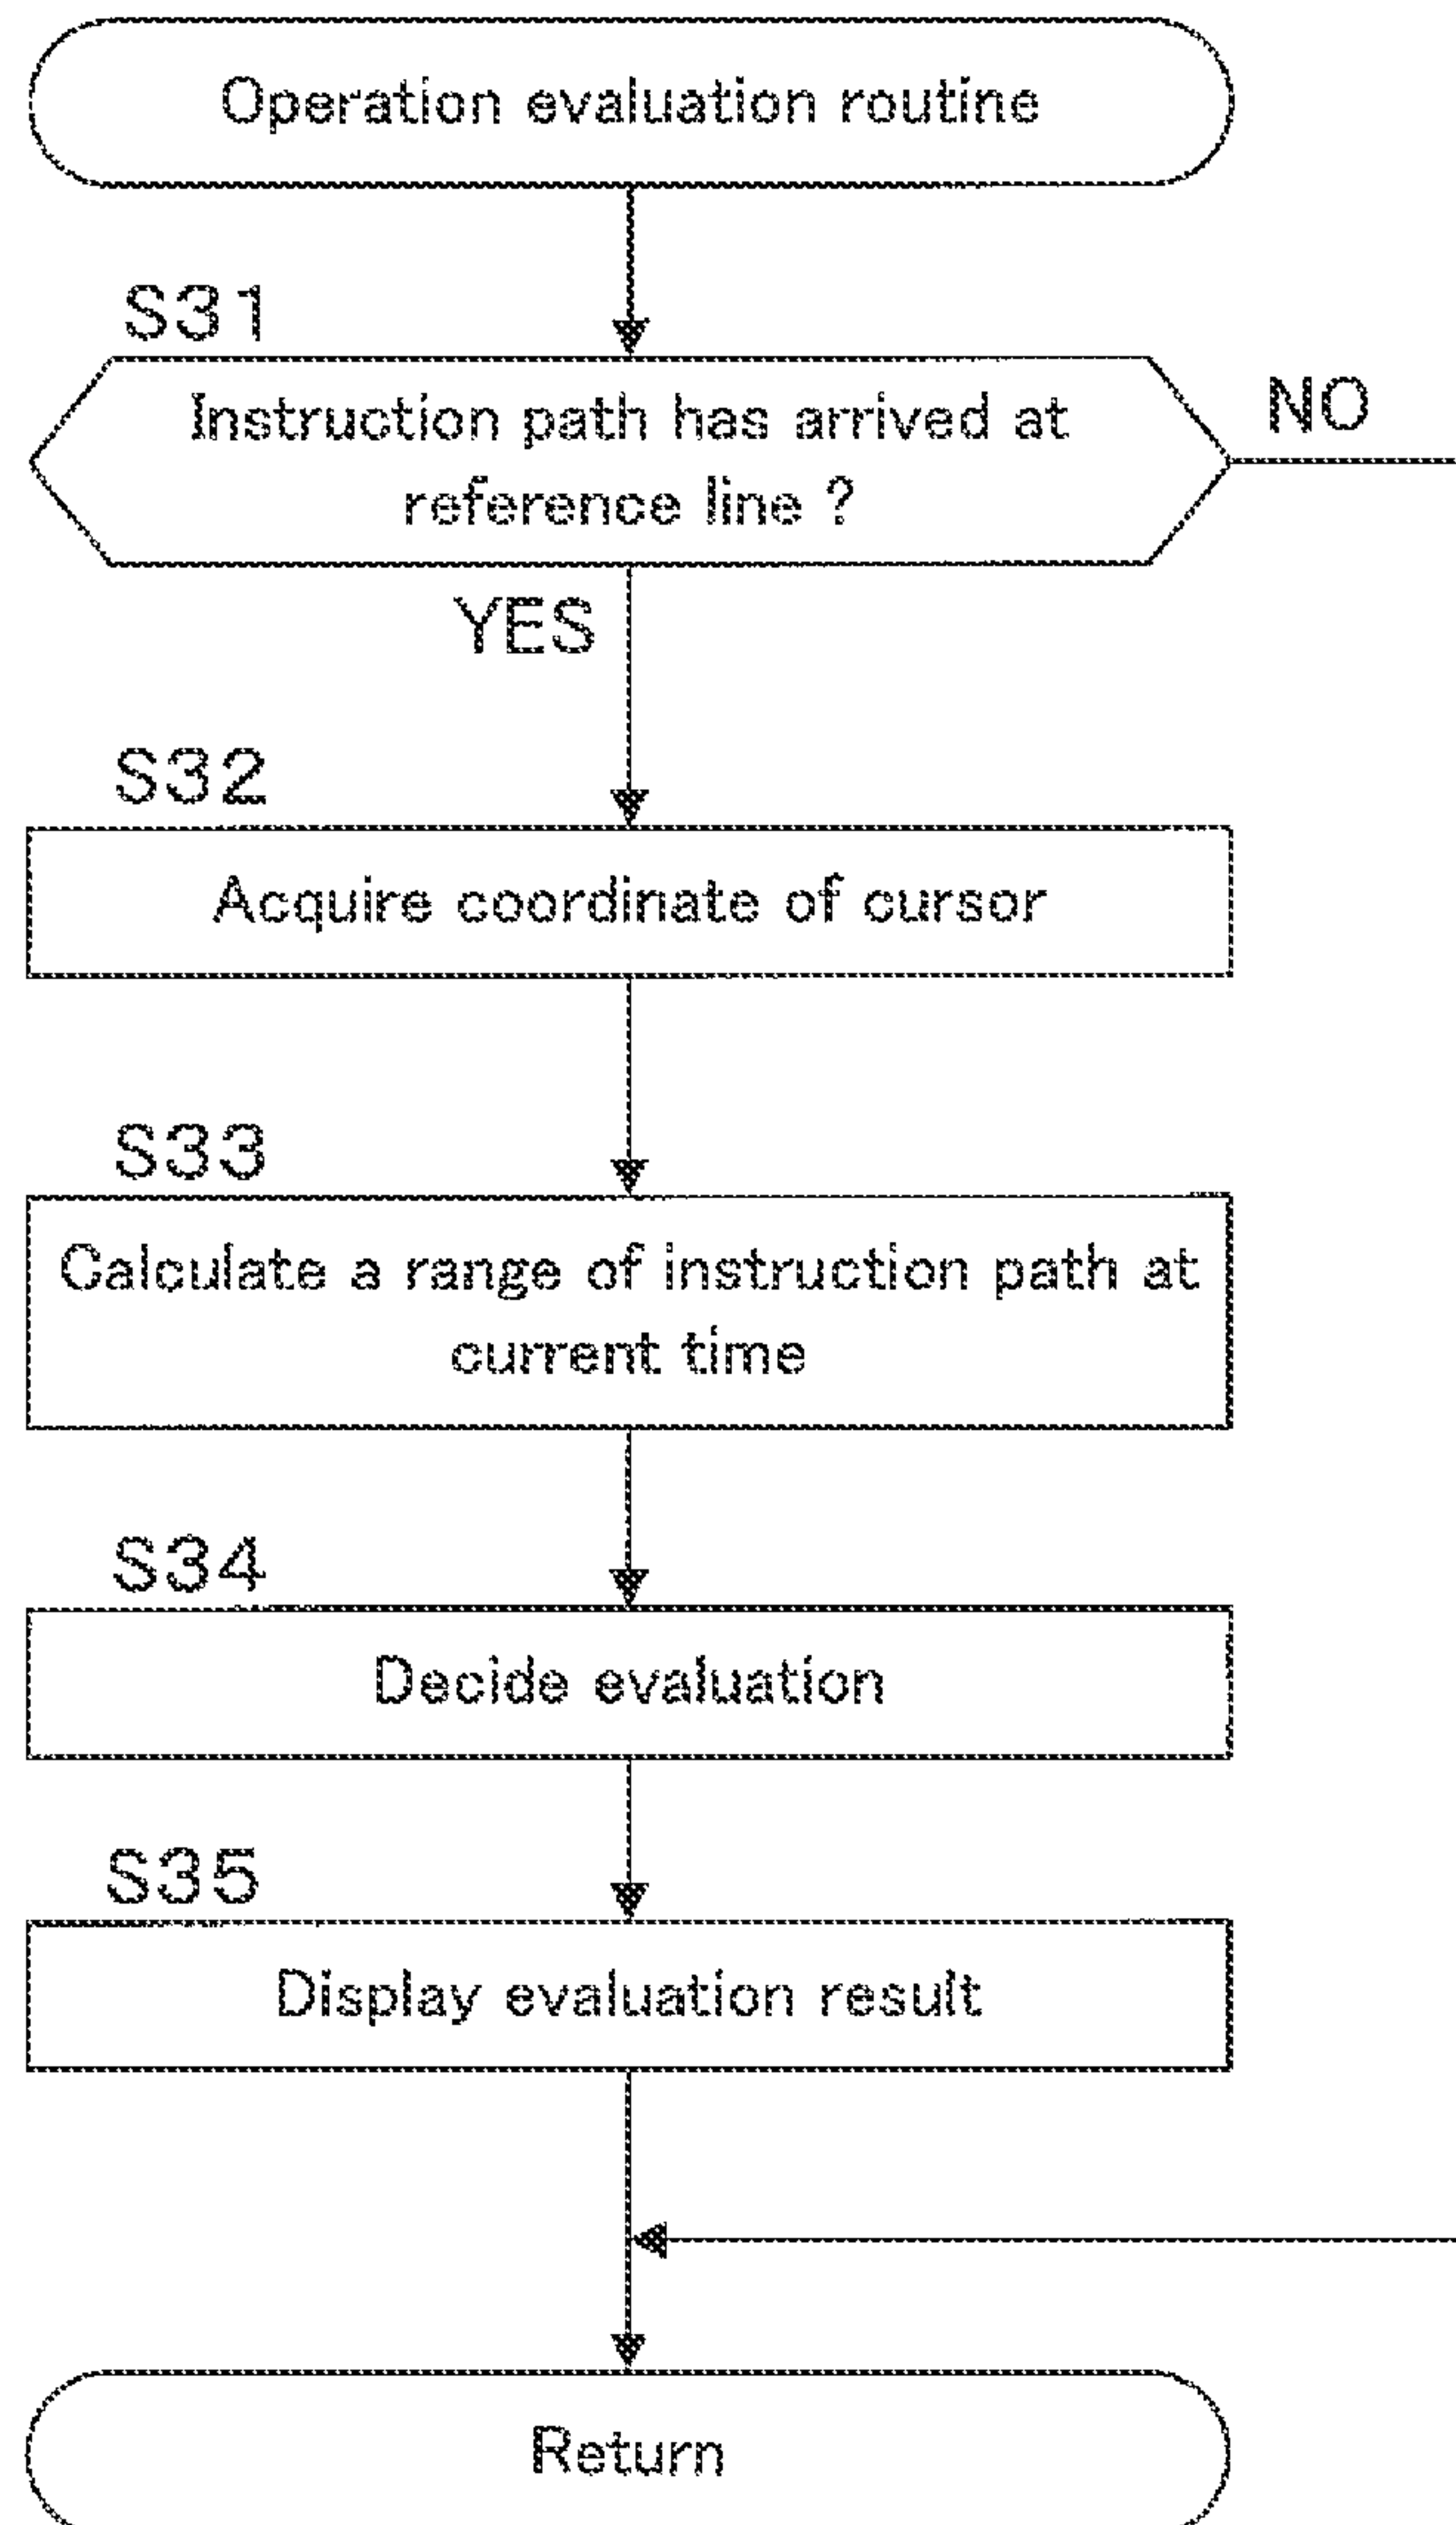 Operation evaluation routine
S31
Instruction path has arrived at
reference line ?
NO
YES
S32
Acquire coordinate of cursor
S33
Calculate a range of instruction path at
current time
S34
Decide evaluation
S35
Display evaluation result
Return